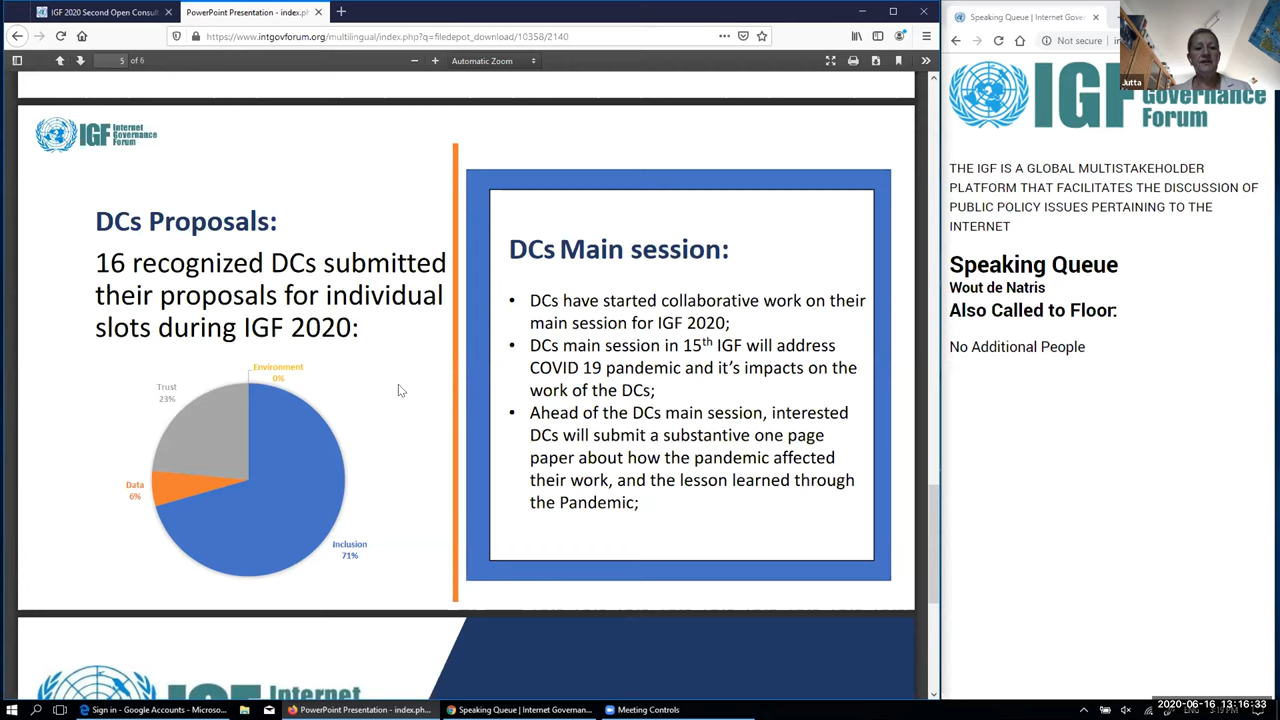 IGF 2020 Second Open Consult
PowerPoint Presentation - index.ph
https://www.intgovforum.org/multilingual/index.php?q=filedepot_download/10358/2140
5 of 6
Automatic Zoom
IGF Internet Governance Forum
DCs Proposals:
16 recognized DCs submitted
their proposals for individual
slots during IGF 2020:
Environment
0%
Trust
23%
Data
6%
Inclusion
71%
DCs Main session:
• DCs have started collaborative work on their
main session for IGF 2020;
• DCs main session in 15th IGF will address
COVID 19 pandemic and it's impacts on the
work of the DCs;
• Ahead of the DCs main session, interested
DCs will submit a substantive one page
paper about how the pandemic affected
their work, and the lesson learned through
the Pandemic;
IGF Internet
Speaking Queue | Internet Gover
Not secure
Jutta
IGF Governance
Forum
THE IGF IS A GLOBAL MULTISTAKEHOLDER
PLATFORM THAT FACILITATES THE DISCUSSION OF
PUBLIC POLICY ISSUES PERTAINING TO THE
INTERNET
Speaking Queue
Wout de Natris
Also Called to Floor:
No Additional People
Sign in - Google Accounts - Microso...
PowerPoint Presentation - index.p...
Speaking Queue | Internet Governa...
Meeting Controls
2020-06-16 13:16:33